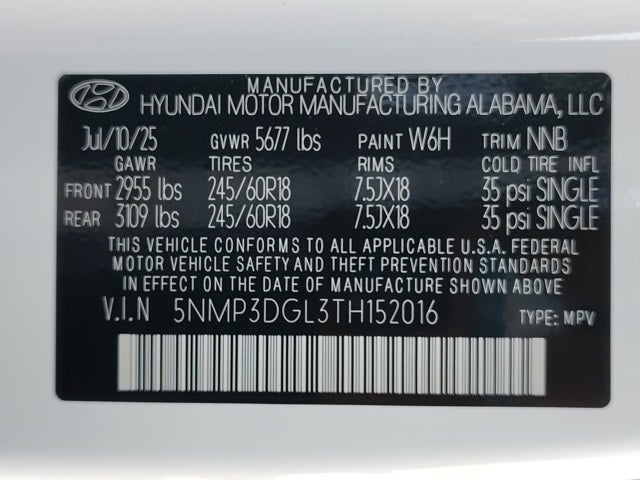 MANUFACTURED BY
HYUNDAI MOTOR MANUFACTURING ALABAMA, LLC
Jul/10/25 GVWR 5677 lbs PAINT W6H TRIM NNB
GAWR TIRES RIMS COLD TIRE INFL
FRONT 2955 lbs 245/60R18 7.5JX18 35 psi SINGLE
REAR 3109 lbs 245/60R18 7.5JX18 35 psi SINGLE
THIS VEHICLE CONFORMS TO ALL APPLICABLE U.S.A. FEDERAL
MOTOR VEHICLE SAFETY AND THEFT PREVENTION STANDARDS
IN EFFECT ON THE DATE OF MANUFACTURE SHOWN ABOVE
V.I.N 5NMP3DGL3TH152016 TYPE: MPV